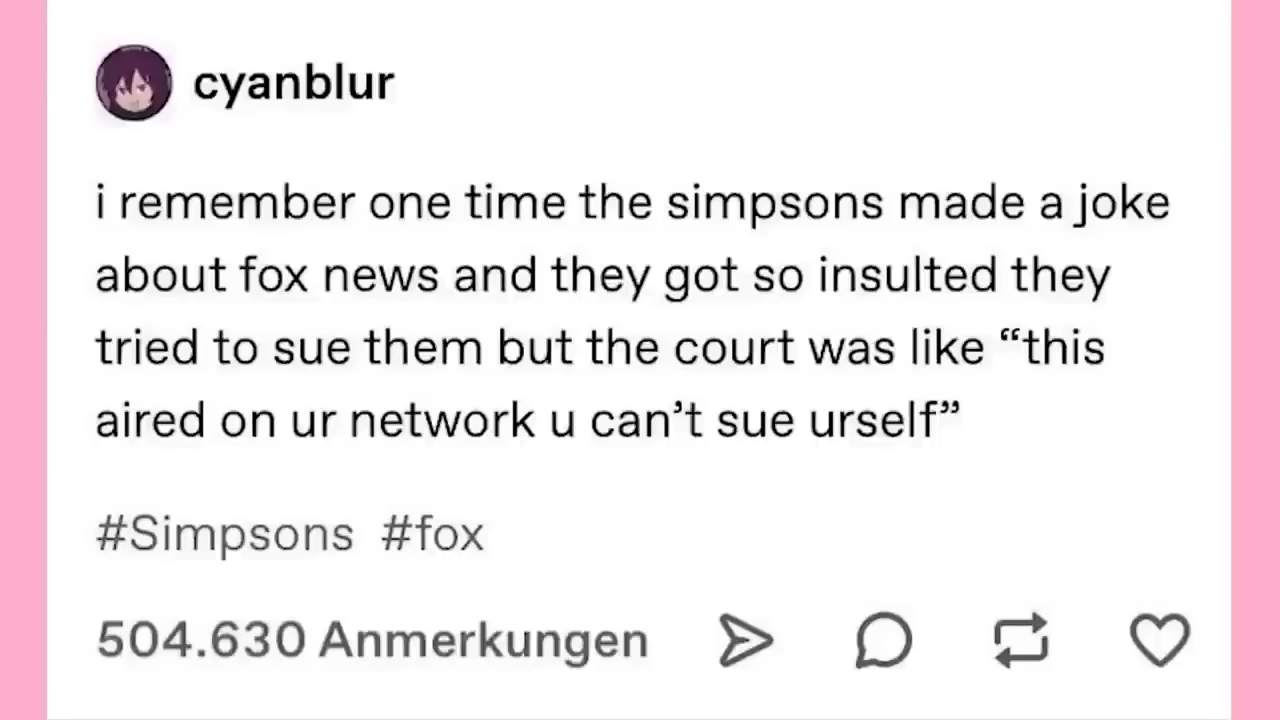 cyanblur
i remember one time the simpsons made a joke
about fox news and they got so insulted they
tried to sue them but the court was like “this
aired on ur network u can’t sue urself”
#Simpsons #fox
504.630 Anmerkungen